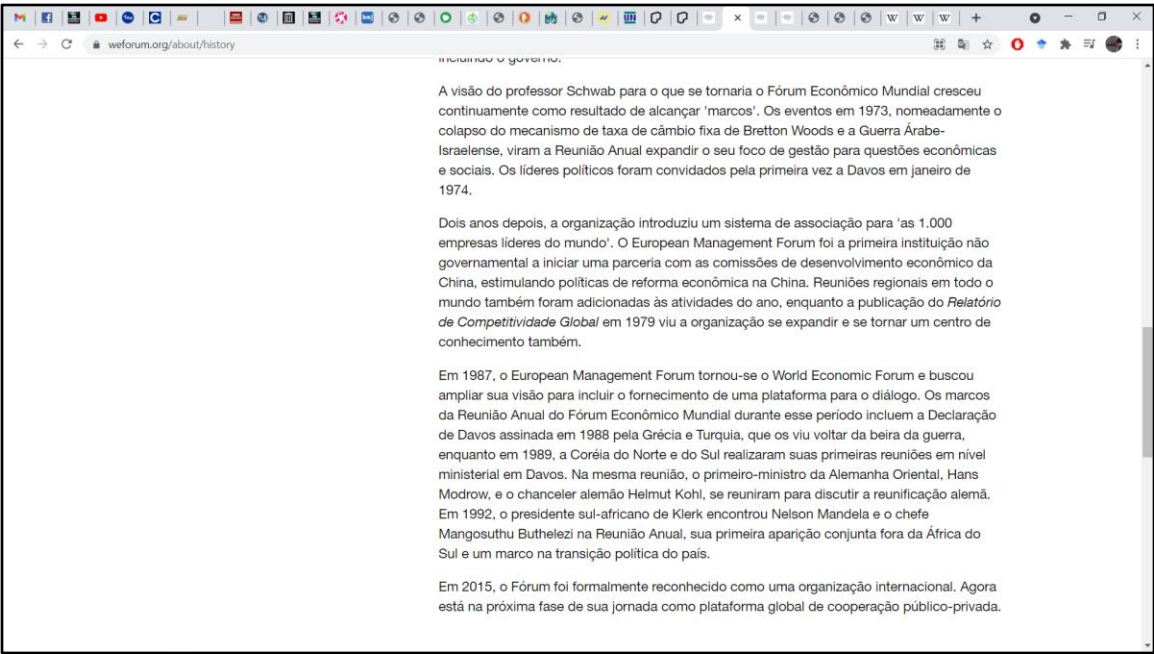 weforum.org/about/history
incluindo o governo.
A visão do professor Schwab para o que se tornaria o Fórum Econômico Mundial cresceu
continuamente como resultado de alcançar 'marcos'. Os eventos em 1973, nomeadamente o
colapso do mecanismo de taxa de câmbio fixa de Bretton Woods e a Guerra Árabe-
Israelense, viram a Reunião Anual expandir o seu foco de gestão para questões econômicas
e sociais. Os líderes políticos foram convidados pela primeira vez a Davos em janeiro de
1974.
Dois anos depois, a organização introduziu um sistema de associação para 'as 1.000
empresas líderes do mundo'. O European Management Forum foi a primeira instituição não
governamental a iniciar uma parceria com as comissões de desenvolvimento econômico da
China, estimulando políticas de reforma econômica na China. Reuniões regionais em todo o
mundo também foram adicionadas às atividades do ano, enquanto a publicação do Relatório
de Competitividade Global em 1979 viu a organização se expandir e se tornar um centro de
conhecimento também.
Em 1987, o European Management Forum tornou-se o World Economic Forum e buscou
ampliar sua visão para incluir o fornecimento de uma plataforma para o diálogo. Os marcos
da Reunião Anual do Fórum Econômico Mundial durante esse período incluem a Declaração
de Davos assinada em 1988 pela Grécia e Turquia, que os viu voltar da beira da guerra,
enquanto em 1989, a Coréia do Norte e do Sul realizaram suas primeiras reuniões em nível
ministerial em Davos. Na mesma reunião, o primeiro-ministro da Alemanha Oriental, Hans
Modrow, e o chanceler alemão Helmut Kohl, se reuniram para discutir a reunificação alemã.
Em 1992, o presidente sul-africano de Klerk encontrou Nelson Mandela e o chefe
Mangosuthu Buthelezi na Reunião Anual, sua primeira aparição conjunta fora da África do
Sul e um marco na transição política do país.
Em 2015, o Fórum foi formalmente reconhecido como uma organização internacional. Agora
está na próxima fase de sua jornada como plataforma global de cooperação público-privada.